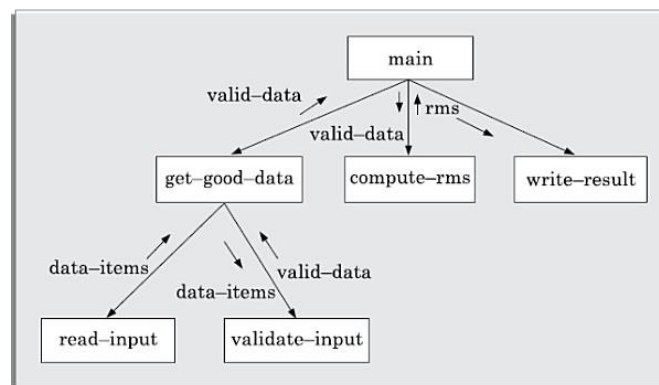 main
valid–data
rms
valid–data
get–good–data
compute–rms
write–result
data–items
valid–data
data–items
read–input
validate–input